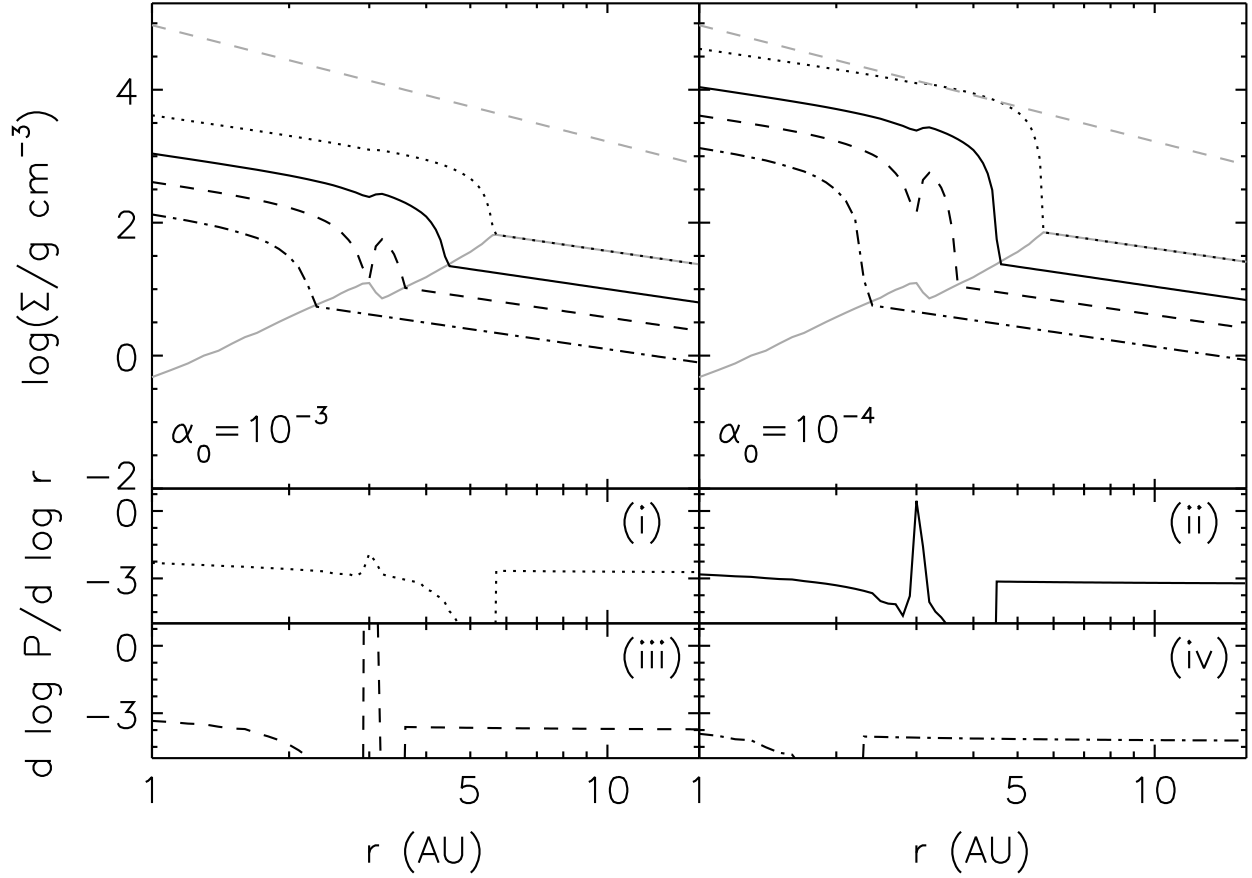 log(Σ/g cm⁻³)
4
2
0
−2
α₀=10⁻³
α₀=10⁻⁴
d log P/d log r
0
−3
(i)
(ii)
0
−3
(iii)
(iv)
1
5
10
1
5
10
r (AU)
r (AU)